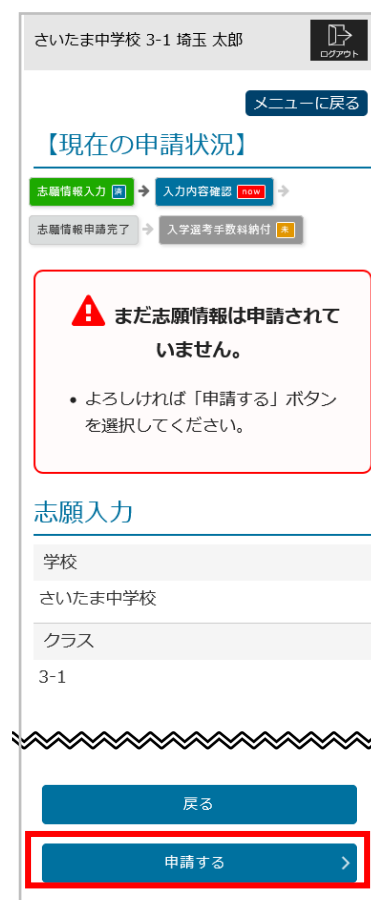 さいたま中学校 3-1 埼玉 太郎
ログアウト
メニューに戻る
【現在の申請状況】
志願情報入力 済 → 入力内容確認 now →
志願情報申請完了 → 入学選考手数料納付 未
まだ志願情報は申請されて
いません。
• よろしければ「申請する」ボタン
を選択してください。
志願入力
学校
さいたま中学校
クラス
3-1
戻る
申請する